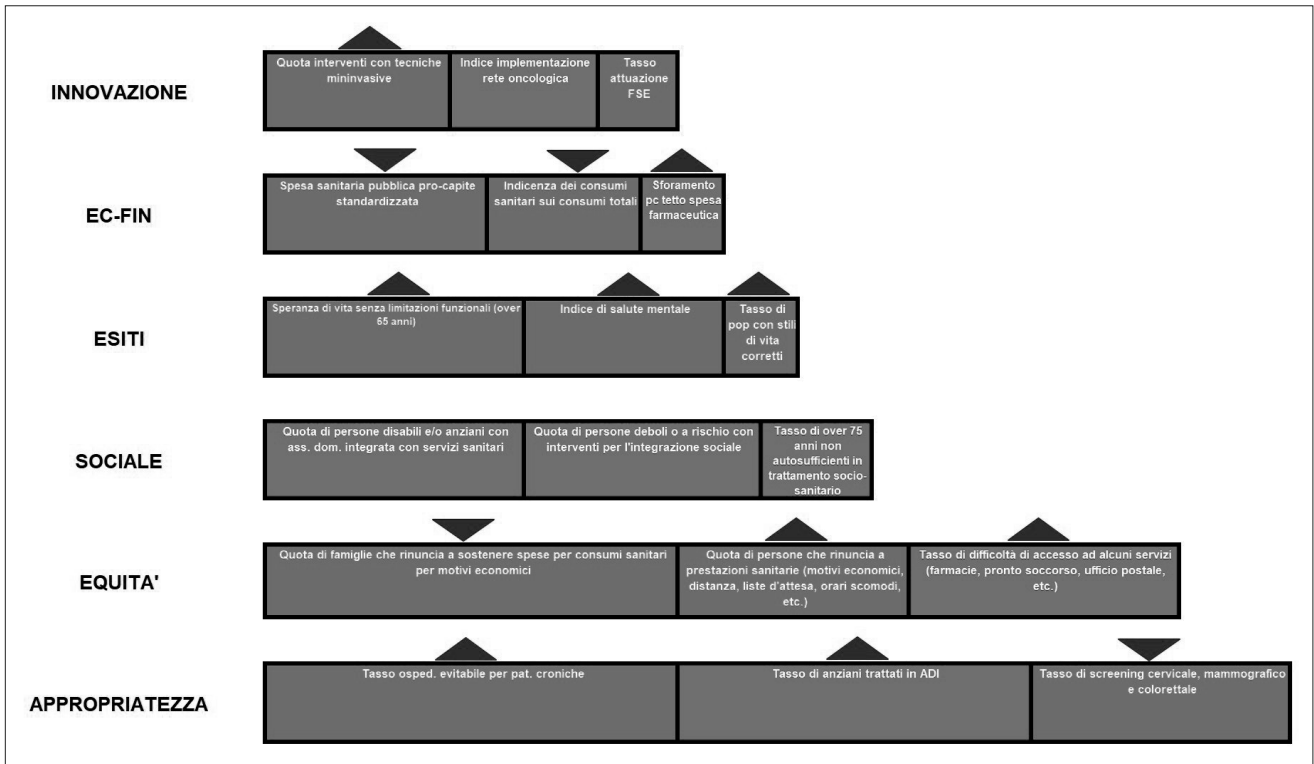 INNOVAZIONE
Quota interventi con tecniche
mininvasive
Indice implementazione
rete oncologica
Tasso
attuazione
FSE
EC-FIN
Spesa sanitaria pubblica pro-capite
standardizzata
Indicenza dei consumi
sanitari sui consumi totali
Sforamento
pc tetto spesa
farmaceutica
ESITI
Speranza di vita senza limitazioni funzionali (over
65 anni)
Indice di salute mentale
Tasso di
pop con stili
di vita
corretti
SOCIALE
Quota di persone disabili e/o anziani con
ass. dom. integrata con servizi sanitari
Quota di persone deboli o a rischio con
interventi per l'integrazione sociale
Tasso di over 75
anni non
autosufficienti in
trattamento socio-
sanitario
EQUITA'
Quota di famiglie che rinuncia a sostenere spese per consumi sanitari
per motivi economici
Quota di persone che rinuncia a
prestazioni sanitarie (motivi economici,
distanza, liste d'attesa, orari scomodi,
etc.)
Tasso di difficoltà di accesso ad alcuni servizi
(farmacie, pronto soccorso, ufficio postale,
etc.)
APPROPRIATEZZA
Tasso osped. evitabile per pat. croniche
Tasso di anziani trattati in ADI
Tasso di screening cervicale, mammografico
e colorettale